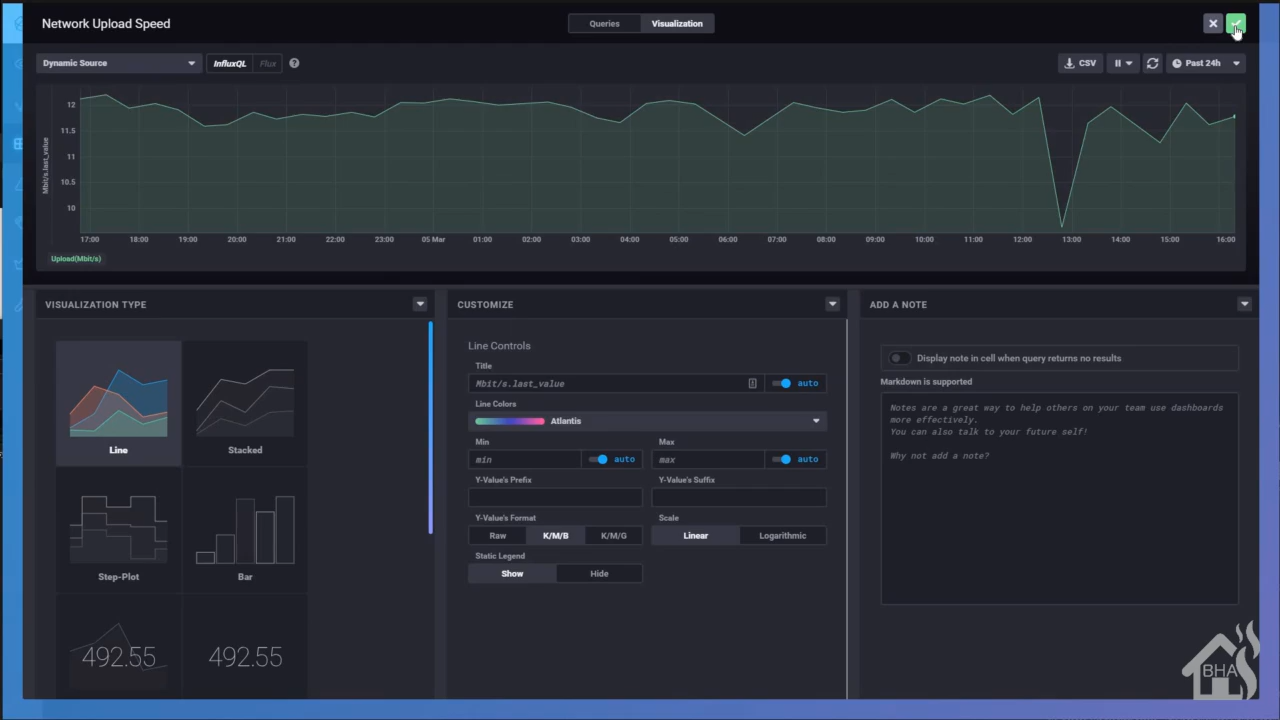 Network Upload Speed
Queries
Visualization
Dynamic Source
InfluxQL
Flux
?
CSV
Past 24h
12
11.5
11
10.5
10
Mbit/s.last_value
17:00 18:00 19:00 20:00 21:00 22:00 23:00 05 Mar 01:00 02:00 03:00 04:00 05:00 06:00 07:00 08:00 09:00 10:00 11:00 12:00 13:00 14:00 15:00 16:00
Upload(Mbit/s)
VISUALIZATION TYPE
Line
Stacked
Step-Plot
Bar
492.55
492.55
CUSTOMIZE
Line Controls
Title
Mbit/s.last_value
auto
Line Colors
Atlantis
Min
Max
min
auto
max
auto
Y-Value's Prefix
Y-Value's Suffix
Y-Value's Format
Scale
Raw
K/M/B
K/M/G
Linear
Logarithmic
Static Legend
Show
Hide
ADD A NOTE
Display note in cell when query returns no results
Markdown is supported
Notes are a great way to help others on your team use dashboards
more effectively.
You can also talk to your future self!
Why not add a note?
BHA